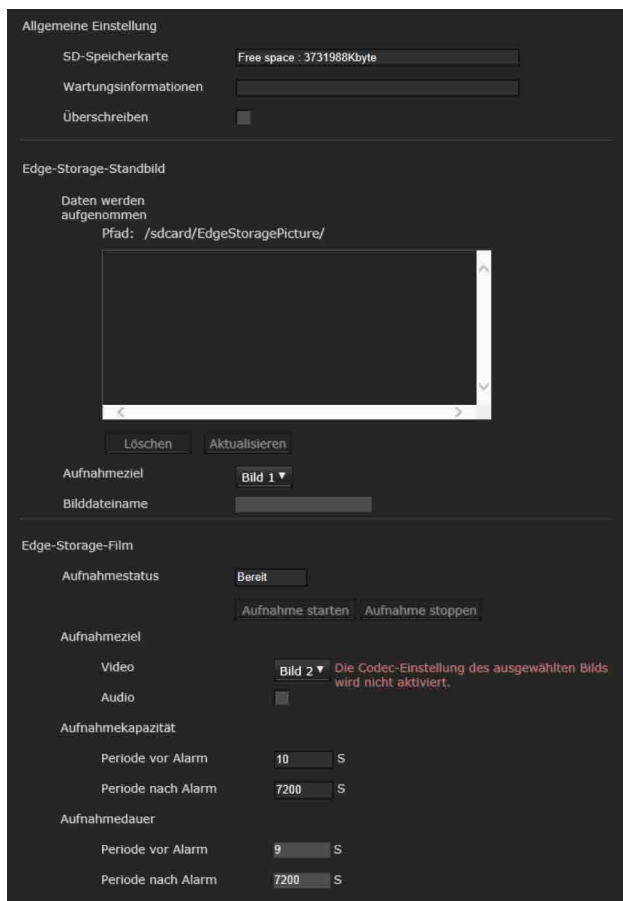 Allgemeine Einstellung
SD-Speicherkarte Free space : 3731988Kbyte
Wartungsinformationen
Überschreiben
Edge-Storage-Standbild
Daten werden
aufgenommen
Pfad: /sdcard/EdgeStoragePicture/
Löschen Aktualisieren
Aufnahmeziel Bild 1
Bilddateiname
Edge-Storage-Film
Aufnahmestatus Bereit
Aufnahme starten Aufnahme stoppen
Aufnahmeziel
Video Bild 2 Die Codec-Einstellung des ausgewählten Bilds
wird nicht aktiviert.
Audio
Aufnahmekapazität
Periode vor Alarm 10 S
Periode nach Alarm 7200 S
Aufnahmedauer
Periode vor Alarm 9 S
Periode nach Alarm 7200 S